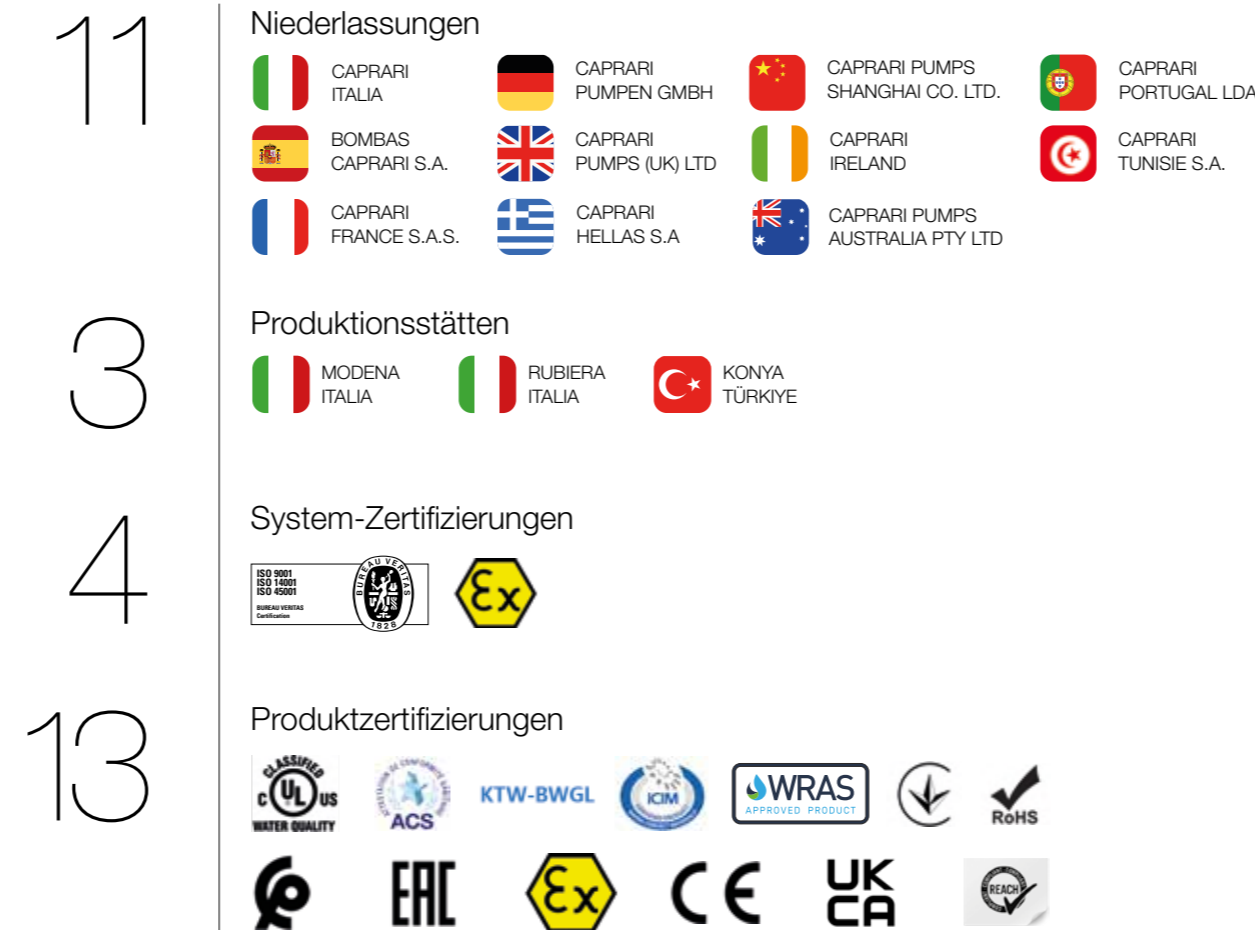 11
Niederlassungen
CAPRARI
ITALIA
CAPRARI
PUMPEN GMBH
CAPRARI PUMPS
SHANGHAI CO. LTD.
CAPRARI
PORTUGAL LDA
BOMBAS
CAPRARI S.A.
CAPRARI
PUMPS (UK) LTD
CAPRARI
IRELAND
CAPRARI
TUNISIE S.A.
CAPRARI
FRANCE S.A.S.
CAPRARI
HELLAS S.A
CAPRARI PUMPS
AUSTRALIA PTY LTD
3
Produktionsstätten
MODENA
ITALIA
RUBIERA
ITALIA
KONYA
TÜRKIYE
4
System-Zertifizierungen
ISO 9001
ISO 14001
ISO 45001
BUREAU VERITAS
Certification
BUREAU VERITAS
1828
Ex
13
Produktzertifizierungen
CLASSIFIED
C UL US
WATER QUALITY
ACS
KTW-BWGL
ICIM
WRAS
APPROVED PRODUCT
RoHS
EAC
Ex
CE
UK
CA
REACH